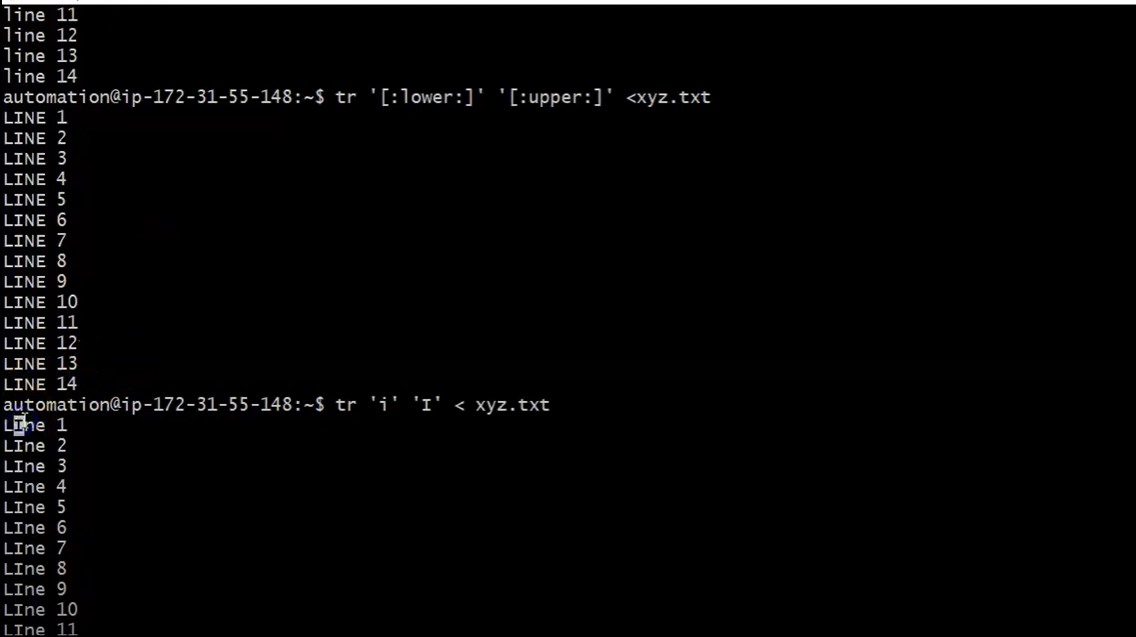 line 11
line 12
line 13
line 14
automation@ip-172-31-55-148:~$ tr '[:lower:]' '[:upper:]' <xyz.txt
LINE 1
LINE 2
LINE 3
LINE 4
LINE 5
LINE 6
LINE 7
LINE 8
LINE 9
LINE 10
LINE 11
LINE 12
LINE 13
LINE 14
automation@ip-172-31-55-148:~$ tr 'i' 'I' < xyz.txt
LIne 1
LIne 2
LIne 3
LIne 4
LIne 5
LIne 6
LIne 7
LIne 8
LIne 9
LIne 10
LIne 11